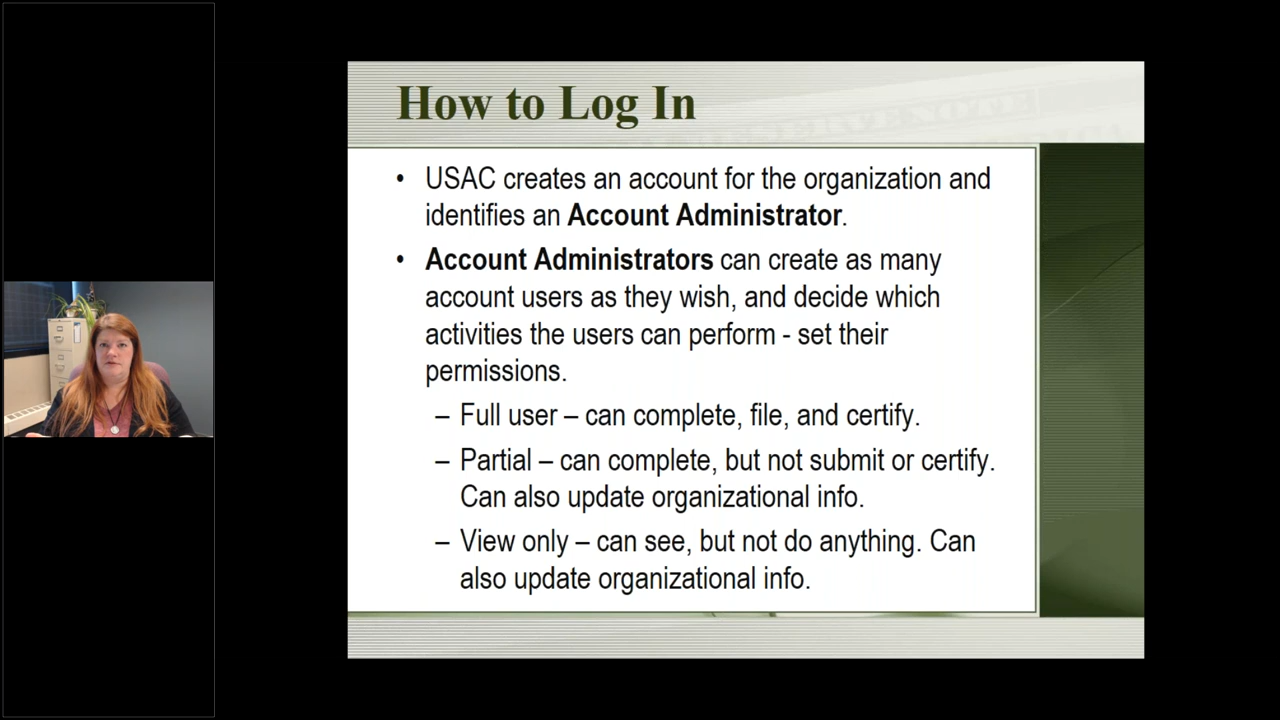 How to Log In
• USAC creates an account for the organization and
identifies an Account Administrator.
• Account Administrators can create as many
account users as they wish, and decide which
activities the users can perform - set their
permissions.
– Full user – can complete, file, and certify.
– Partial – can complete, but not submit or certify.
Can also update organizational info.
– View only – can see, but not do anything. Can
also update organizational info.